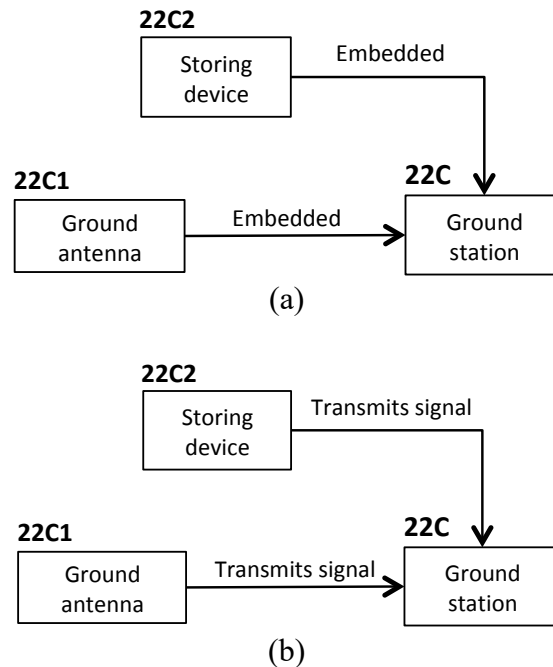 22C2
Storing
device
Embedded
22C1
22C
Ground
antenna
Embedded
Ground
station
(a)
22C2
Storing
device
Transmits signal
22C1
22C
Ground
antenna
Transmits signal
Ground
station
(b)